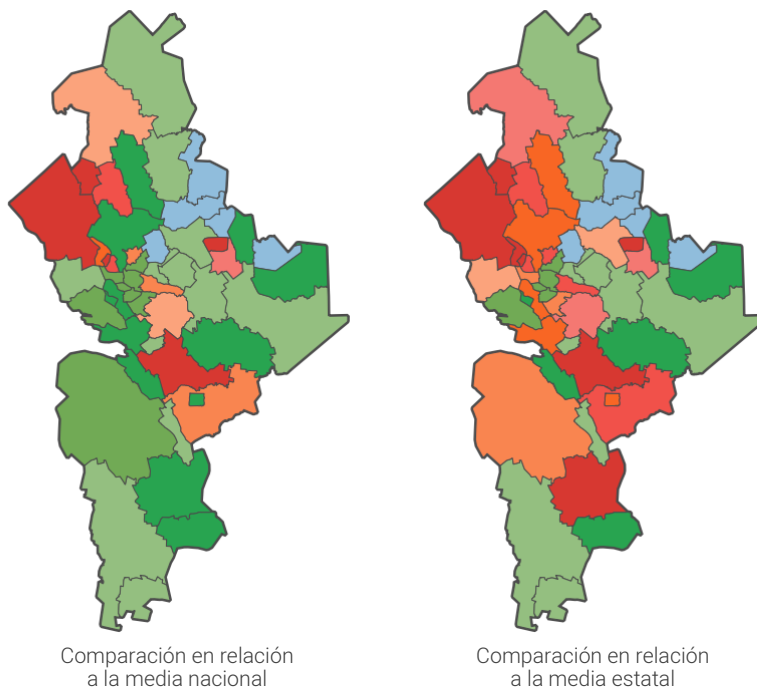 Comparación en relación
a la media nacional
Comparación en relación
a la media estatal